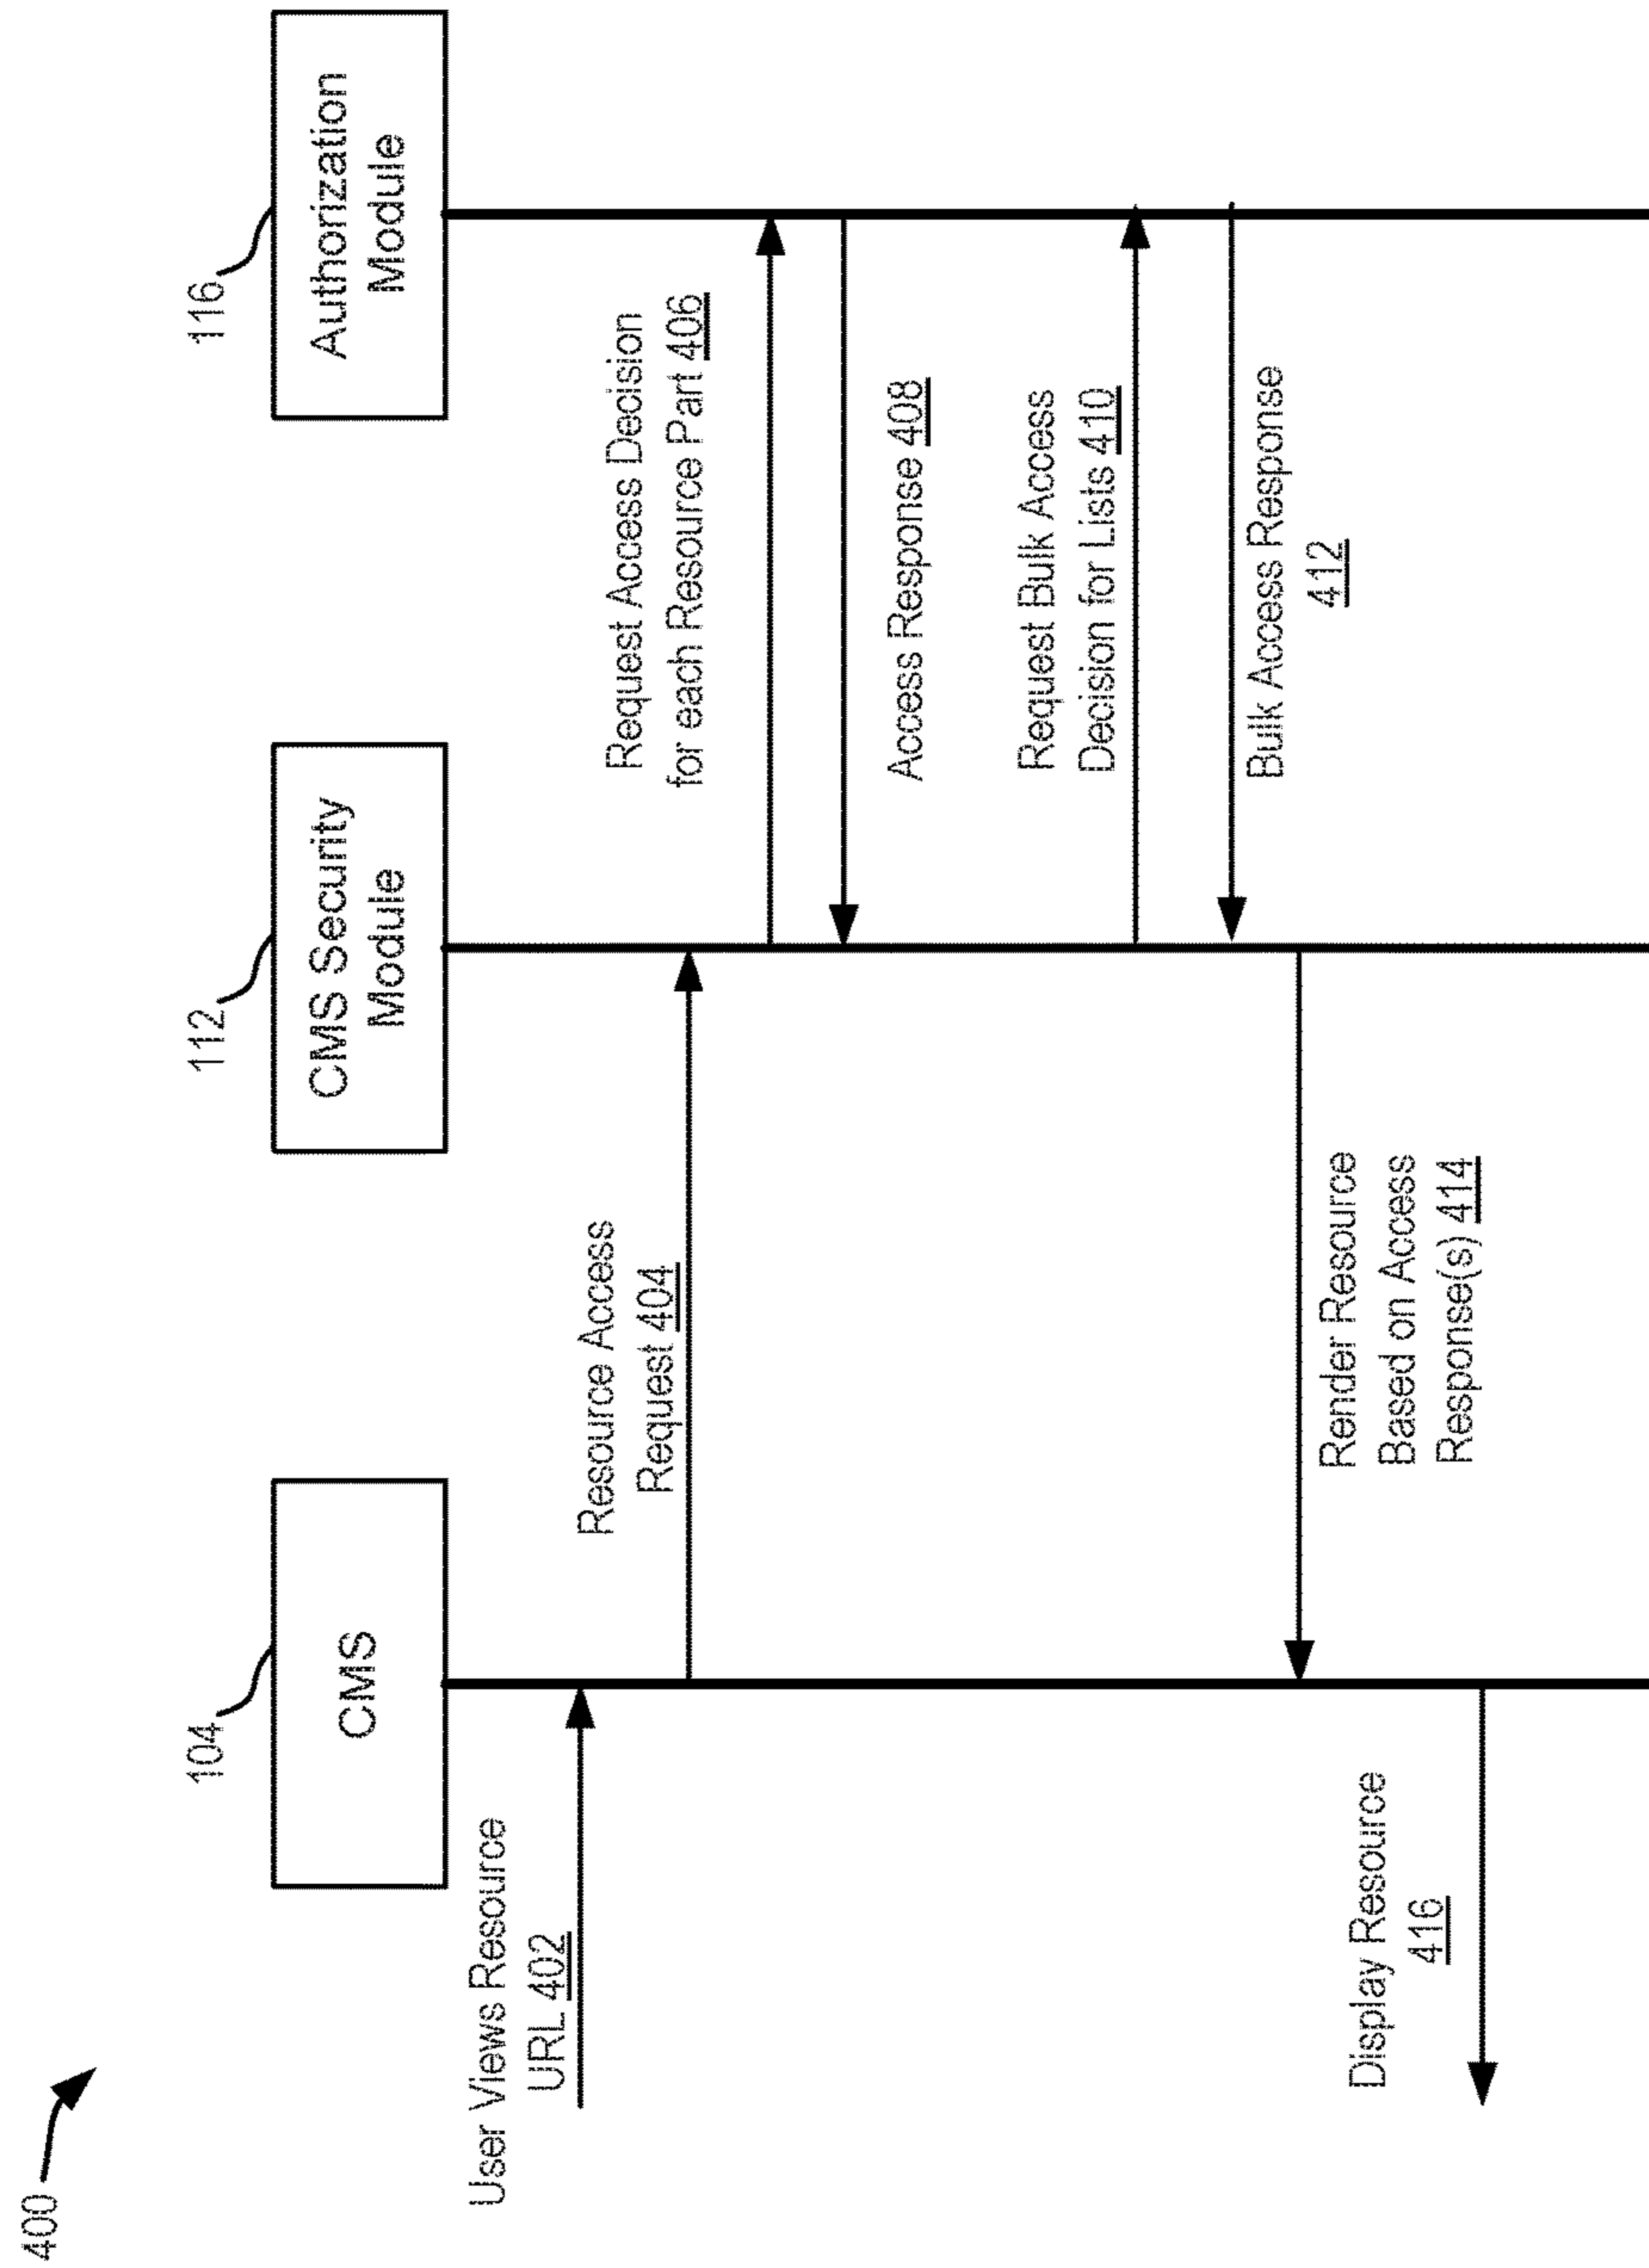 400
104
CMS
112
CMS Security
Module
116
Authorization
Module
User Views Resource
URL 402
Resource Access
Request 404
Request Access Decision
for each Resource Part 406
Access Response 408
Request Bulk Access
Decision for Lists 410
Bulk Access Response
412
Render Resource
Based on Access
Response(s) 414
Display Resource
416